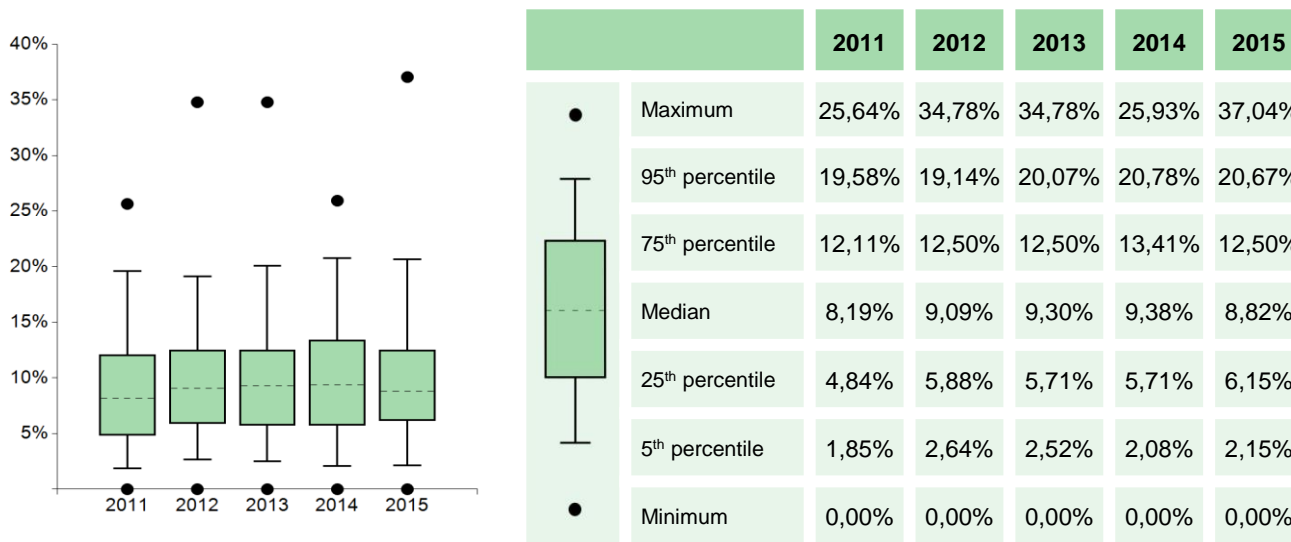 40%
35%
30%
25%
20%
15%
10%
5%
2011 2012 2013 2014 2015
2011 2012 2013 2014 2015
Maximum 25,64% 34,78% 34,78% 25,93% 37,04%
95th percentile 19,58% 19,14% 20,07% 20,78% 20,67%
75th percentile 12,11% 12,50% 12,50% 13,41% 12,50%
Median 8,19% 9,09% 9,30% 9,38% 8,82%
25th percentile 4,84% 5,88% 5,71% 5,71% 6,15%
5th percentile 1,85% 2,64% 2,52% 2,08% 2,15%
Minimum 0,00% 0,00% 0,00% 0,00% 0,00%